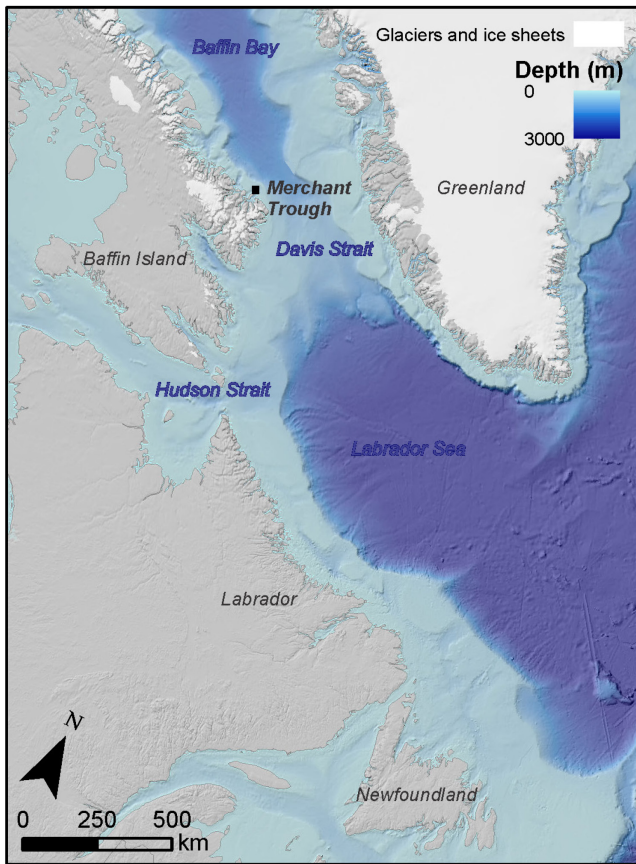 Baffin Bay
Glaciers and ice sheets
Depth (m)
0
3000
Merchant
Trough
Greenland
Davis Strait
Baffin Island
Hudson Strait
Labrador Sea
Labrador
N
0 250 500
km
Newfoundland